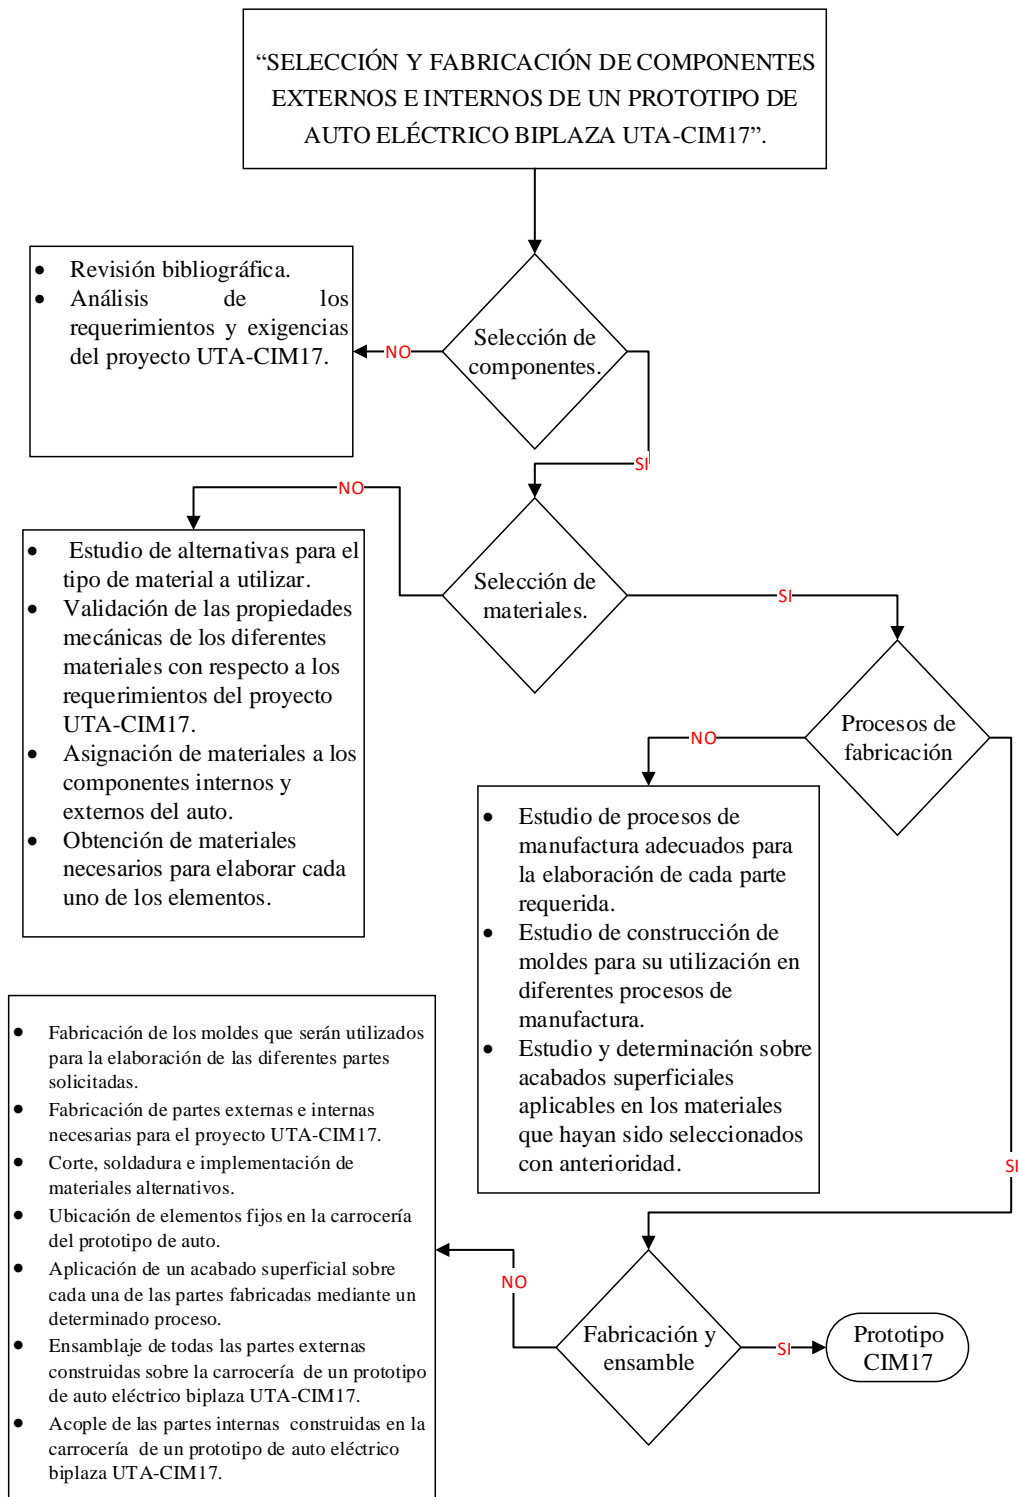 “SELECCIÓN Y FABRICACIÓN DE COMPONENTES
EXTERNOS E INTERNOS DE UN PROTOTIPO DE
AUTO ELÉCTRICO BIPLAZA UTA-CIM17”.
• Revisión bibliográfica.
• Análisis de los
requerimientos y exigencias
del proyecto UTA-CIM17.
NO
Selección de
componentes.
SI
NO
• Estudio de alternativas para el
tipo de material a utilizar.
• Validación de las propiedades
mecánicas de los diferentes
materiales con respecto a los
requerimientos del proyecto
UTA-CIM17.
• Asignación de materiales a los
componentes internos y
externos del auto.
• Obtención de materiales
necesarios para elaborar cada
uno de los elementos.
Selección de
materiales.
SI
Procesos de
fabricación
NO
• Estudio de procesos de
manufactura adecuados para
la elaboración de cada parte
requerida.
• Estudio de construcción de
moldes para su utilización en
diferentes procesos de
manufactura.
• Estudio y determinación sobre
acabados superficiales
aplicables en los materiales
que hayan sido seleccionados
con anterioridad.
SI
• Fabricación de los moldes que serán utilizados
para la elaboración de las diferentes partes
solicitadas.
• Fabricación de partes externas e internas
necesarias para el proyecto UTA-CIM17.
• Corte, soldadura e implementación de
materiales alternativos.
• Ubicación de elementos fijos en la carrocería
del prototipo de auto.
• Aplicación de un acabado superficial sobre
cada una de las partes fabricadas mediante un
determinado proceso.
• Ensamblaje de todas las partes externas
construidas sobre la carrocería de un prototipo
de auto eléctrico biplaza UTA-CIM17.
• Acople de las partes internas construidas en la
carrocería de un prototipo de auto eléctrico
biplaza UTA-CIM17.
NO
Fabricación y
ensamble
SI
Prototipo
CIM17